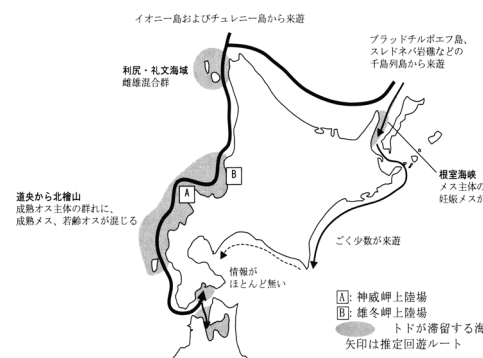 イオニー島およびチュレニー島から来遊
ブラッドチルポエフ島、
スレドネバ岩礁などの
千島列島から来遊
利尻・礼文海域
雌雄混合群
根室海峡
メス主体の
妊娠メスが
道央から北檜山
成熟オス主体の群れに、
成熟メス、若齢オスが混じる
A
B
ごく少数が来遊
情報が
ほとんど無い
A: 神威岬上陸場
B: 雄冬岬上陸場
トドが滞留する海
矢印は推定回遊ルート